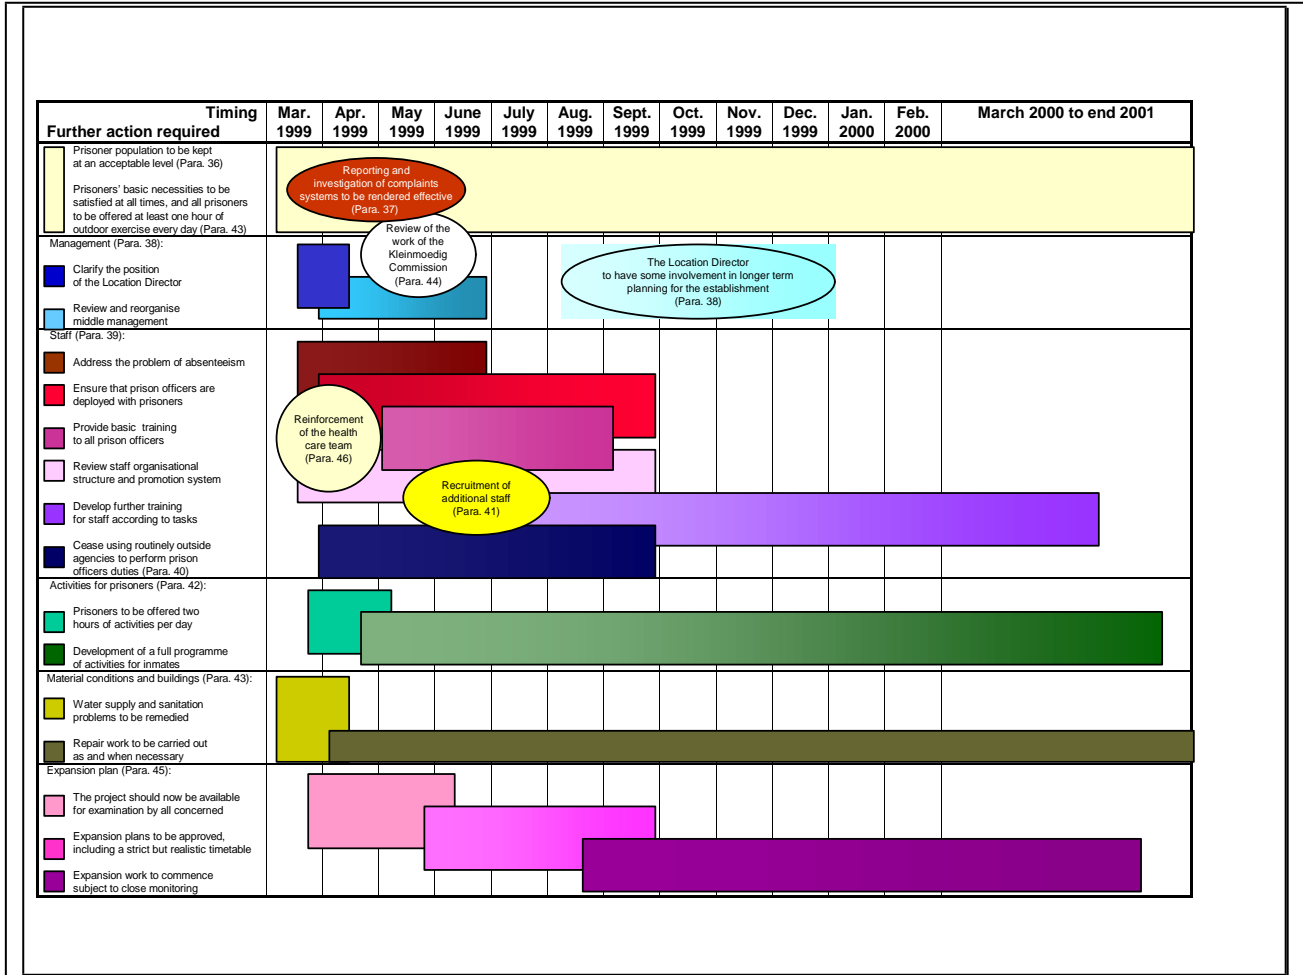 Timing
Further action required
Mar.
1999
Apr.
1999
May
1999
June
1999
July
1999
Aug.
1999
Sept.
1999
Oct.
1999
Nov.
1999
Dec.
1999
Jan.
2000
Feb.
2000
March 2000 to end 2001
Prisoner population to be kept
at an acceptable level (Para. 36)
Prisoners' basic necessities to be
satisfied at all times, and all prisoners
to be offered at least one hour of
outdoor exercise every day (Para. 43)
Reporting and
investigation of complaints
systems to be rendered effective
(Para. 37)
Management (Para. 38):
Clarify the position
of the Location Director
Review and reorganise
middle management
Review of the
work of the
Kleinmoedig
Commission
(Para. 44)
The Location Director
to have some involvement in longer term
planning for the establishment
(Para. 38)
Staff (Para. 39):
Address the problem of absenteeism
Ensure that prison officers are
deployed with prisoners
Provide basic training
to all prison officers
Review staff organisational
structure and promotion system
Develop further training
for staff according to tasks
Cease using routinely outside
agencies to perform prison
officers duties (Para. 40)
Reinforcement
of the health
care team
(Para. 46)
Recruitment of
additional staff
(Para. 41)
Activities for prisoners (Para. 42):
Prisoners to be offered two
hours of activities per day
Development of a full programme
of activities for inmates
Material conditions and buildings (Para. 43):
Water supply and sanitation
problems to be remedied
Repair work to be carried out
as and when necessary
Expansion plan (Para. 45):
The project should now be available
for examination by all concerned
Expansion plans to be approved,
including a strict but realistic timetable
Expansion work to commence
subject to close monitoring